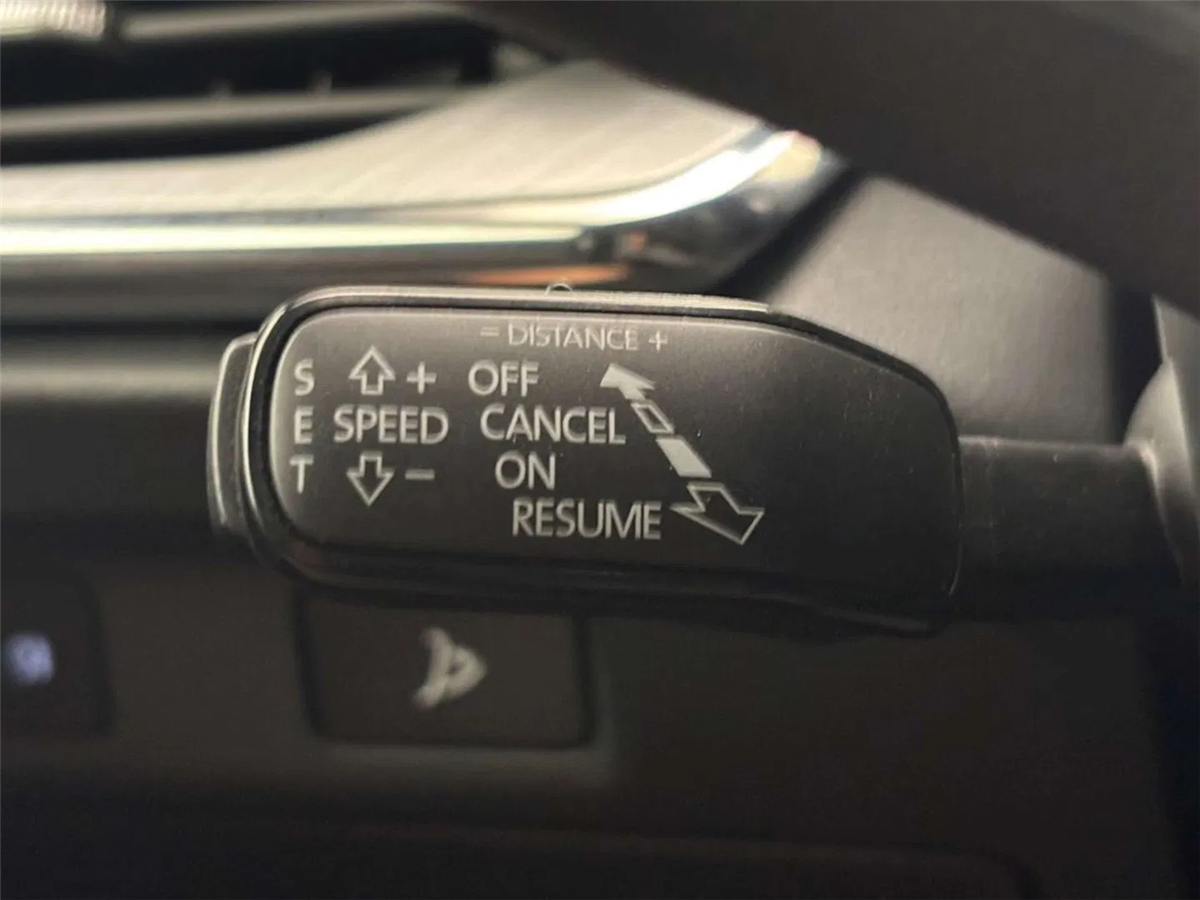 = DISTANCE +
S + OFF
E SPEED CANCEL
T - ON
RESUME